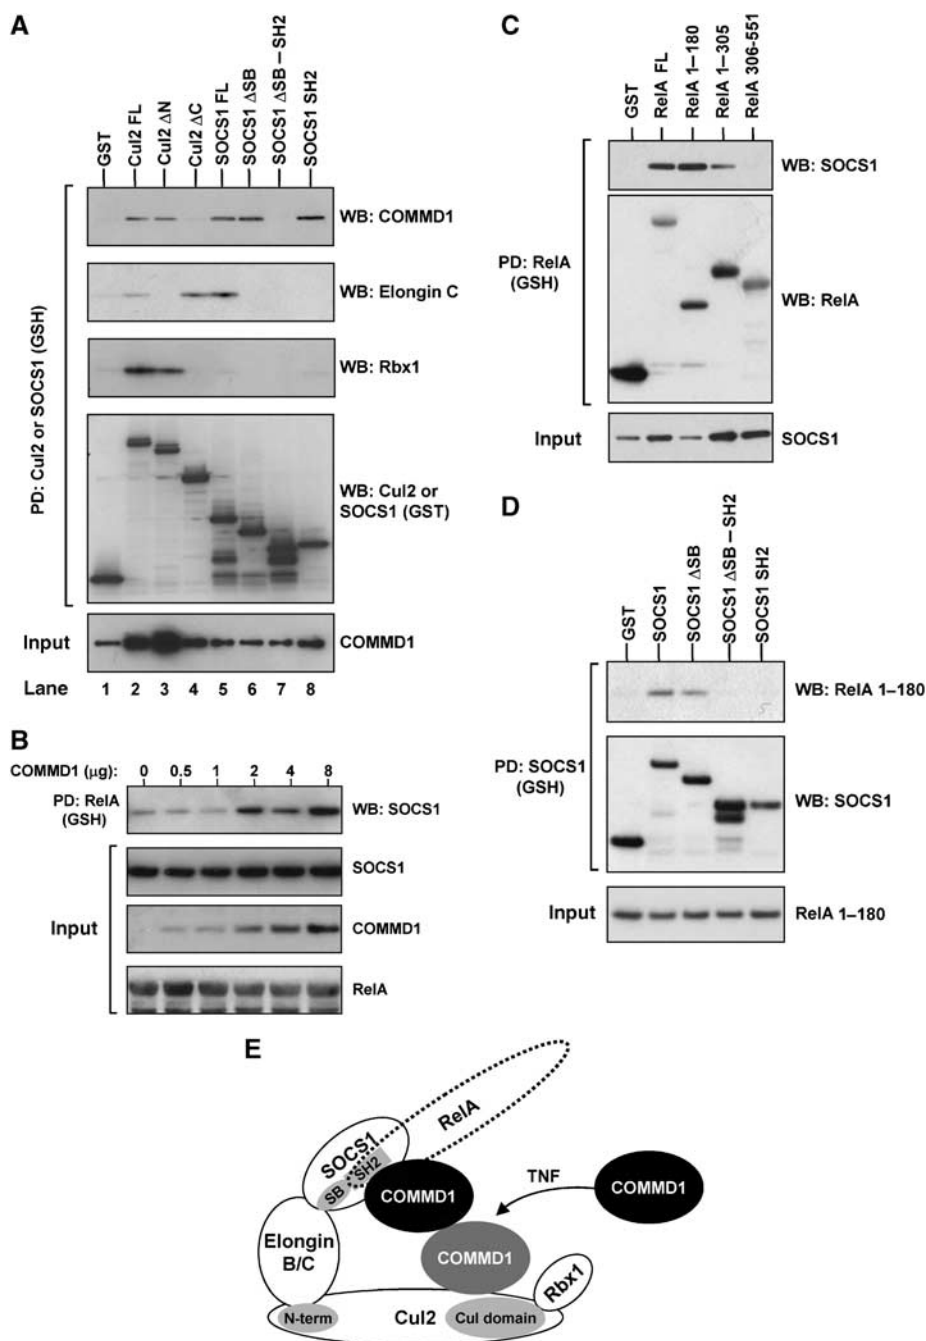 A
GST
Cul2 FL
Cul2 ΔN
Cul2 ΔC
SOCS1 FL
SOCS1 ΔSB
SOCS1 ΔSB–SH2
SOCS1 SH2
PD: Cul2 or SOCS1 (GSH)
WB: COMMD1
WB: Elongin C
WB: Rbx1
WB: Cul2 or
SOCS1 (GST)
Input
COMMD1
Lane 1 2 3 4 5 6 7 8
B
COMMD1 (μg): 0 0.5 1 2 4 8
PD: RelA
(GSH)
WB: SOCS1
Input
SOCS1
COMMD1
RelA
C
GST
RelA FL
RelA 1–180
RelA 1–305
RelA 306-551
PD: RelA
(GSH)
WB: SOCS1
WB: RelA
Input
SOCS1
D
GST
SOCS1
SOCS1 ΔSB
SOCS1 ΔSB–SH2
SOCS1 SH2
PD: SOCS1
(GSH)
WB: RelA 1–180
WB: SOCS1
Input
RelA 1–180
E
RelA
SOCS1
SH2
SB
COMMD1
TNF
COMMD1
Elongin
B/C
COMMD1
Rbx1
N-term
Cul2
Cul domain